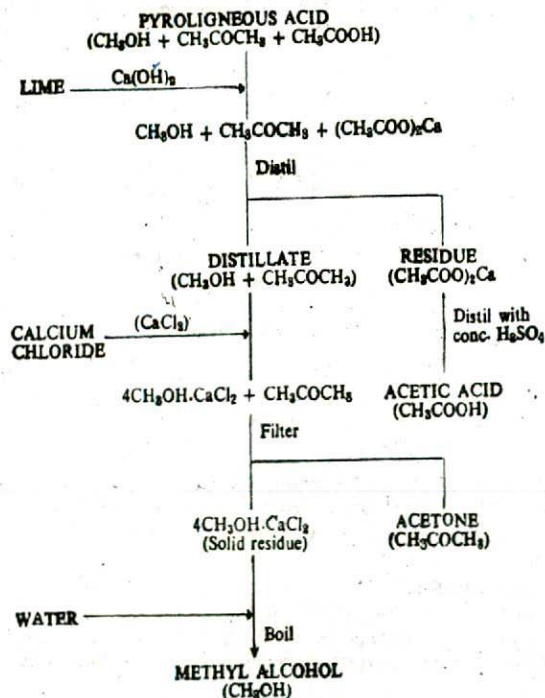 PYROLIGNEOUS ACID
(CH₃OH + CH₃COCH₃ + CH₃COOH)
Ca(OH)₂
LIME
CH₃OH + CH₃COCH₃ + (CH₃COO)₂Ca
Distil
DISTILLATE
(CH₃OH + CH₃COCH₃)
RESIDUE
(CH₃COO)₂Ca
(CaCl₂)
CALCIUM
CHLORIDE
Distil with
conc. H₂SO₄
4CH₃OH.CaCl₂ + CH₃COCH₃
ACETIC ACID
(CH₃COOH)
Filter
4CH₃OH.CaCl₂
(Solid residue)
ACETONE
(CH₃COCH₃)
WATER
Boil
METHYL ALCOHOL
(CH₃OH)